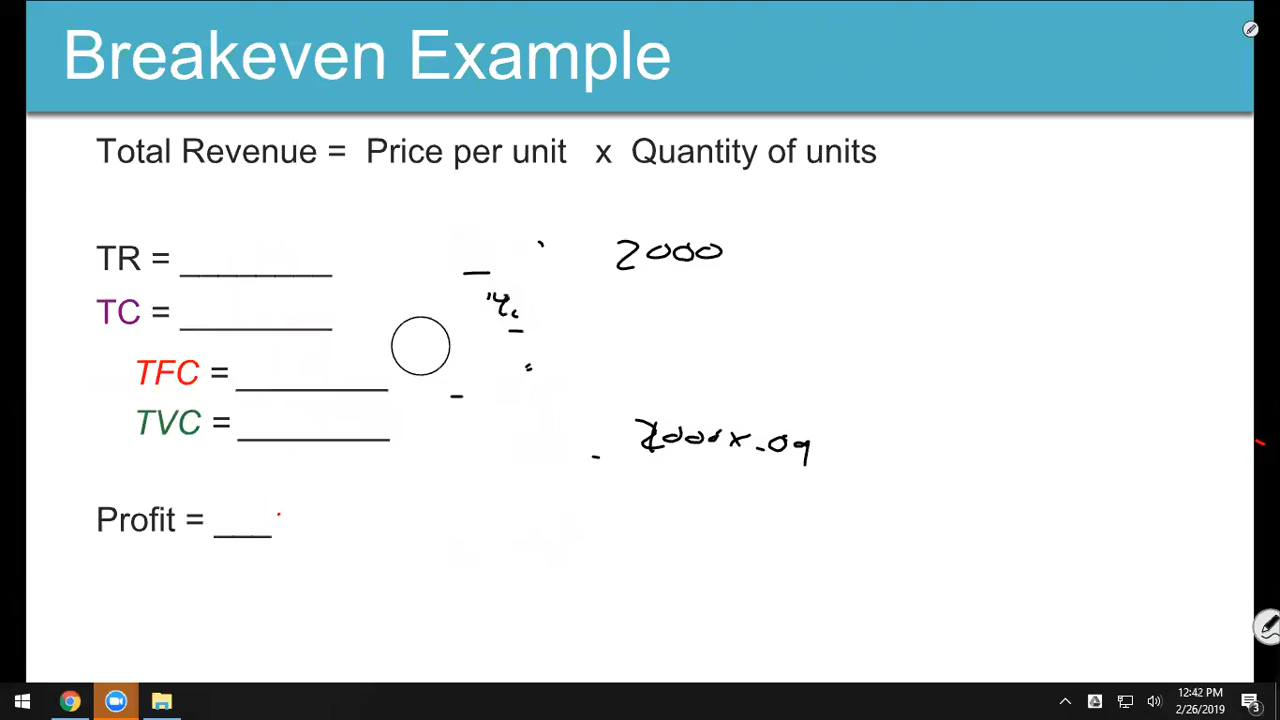 Breakeven Example
Total Revenue = Price per unit x Quantity of units
TR = ________ 2000
TC = ________
TFC = ________
TVC = ________ 2000x.09
Profit = ___
12:42 PM
2/26/2019
3